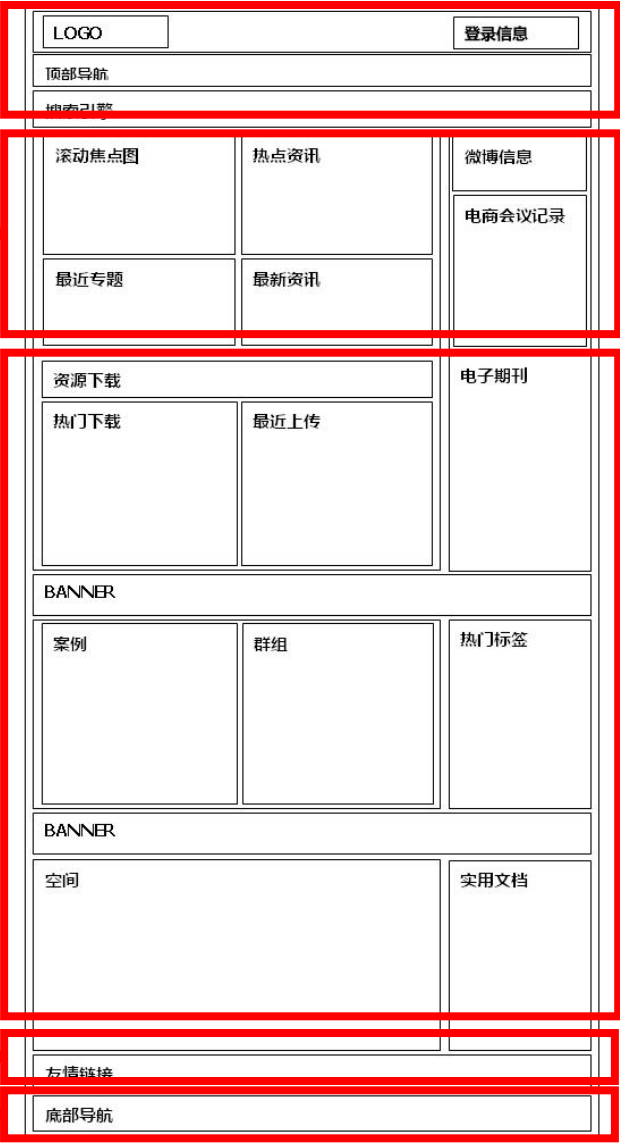 LOGO 登录信息
顶部导航
搜索引擎
滚动焦点图 热点资讯 微博信息
电商会议记录
最近专题 最新资讯
资源下载 电子期刊
热门下载 最近上传
BANNER
案例 群组 热门标签
BANNER
空间 实用文档
友情链接
底部导航